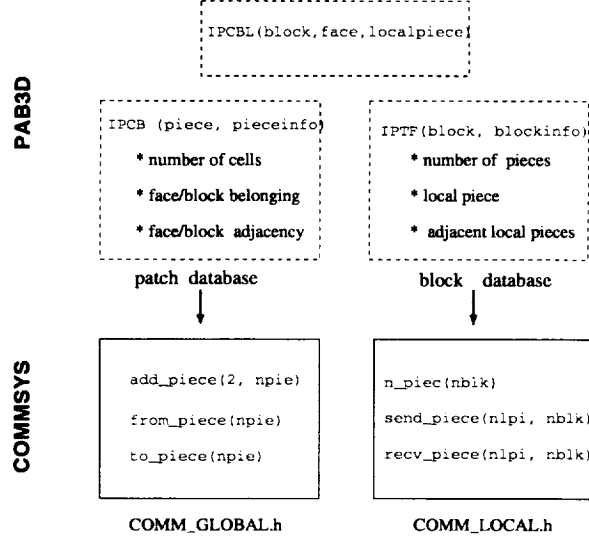 IPCBL(block,face,localpiece)
PAB3D
IPCB (piece, pieceinfo)
* number of cells
* face/block belonging
* face/block adjacency
IPTF(block, blockinfo)
* number of pieces
* local piece
* adjacent local pieces
patch database
block database
COMMSYS
add_piece(2, npie)
from_piece(npie)
to_piece(npie)
n_piec(nblk)
send_piece(nlpi, nblk)
recv_piece(nlpi, nblk)
COMM_GLOBAL.h
COMM_LOCAL.h